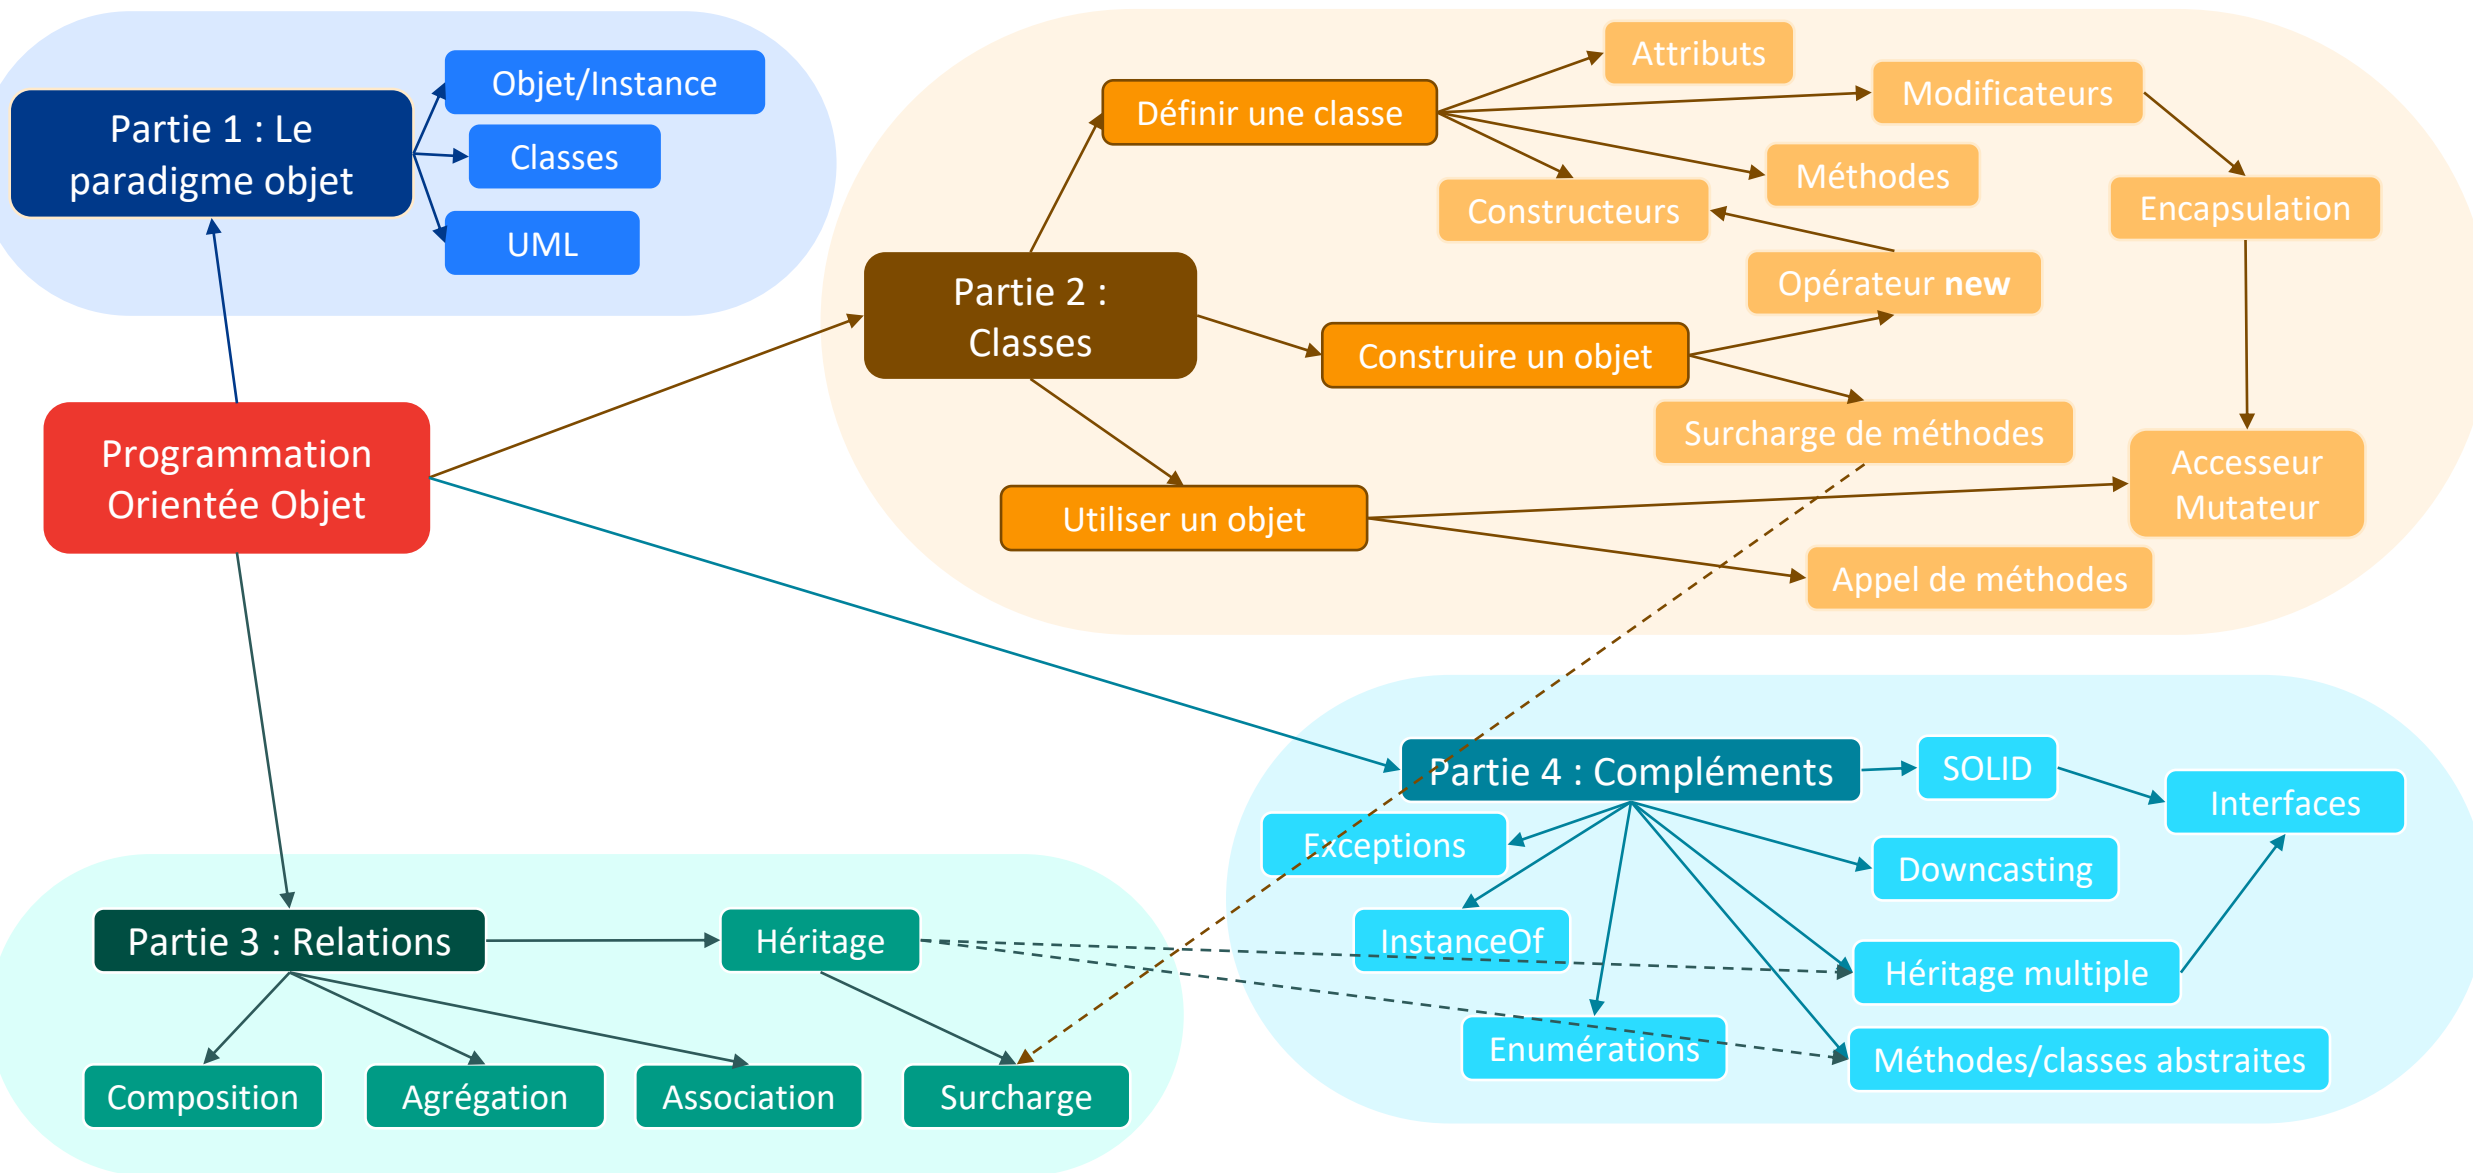 Partie 1 : Le
paradigme objet
Objet/Instance
Classes
UML
Programmation
Orientée Objet
Partie 2 :
Classes
Définir une classe
Attributs
Modificateurs
Méthodes
Constructeurs
Encapsulation
Opérateur new
Construire un objet
Surcharge de méthodes
Accesseur
Mutateur
Utiliser un objet
Appel de méthodes
Partie 3 : Relations
Héritage
Composition
Agrégation
Association
Surcharge
Partie 4 : Compléments
SOLID
Interfaces
Exceptions
Downcasting
InstanceOf
Héritage multiple
Enumérations
Méthodes/classes abstraites